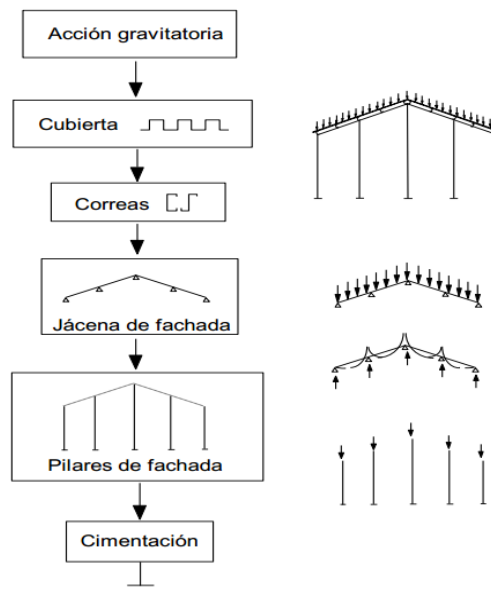 Acción gravitatoria
Cubierta
Correas
Jácena de fachada
Pilares de fachada
Cimentación